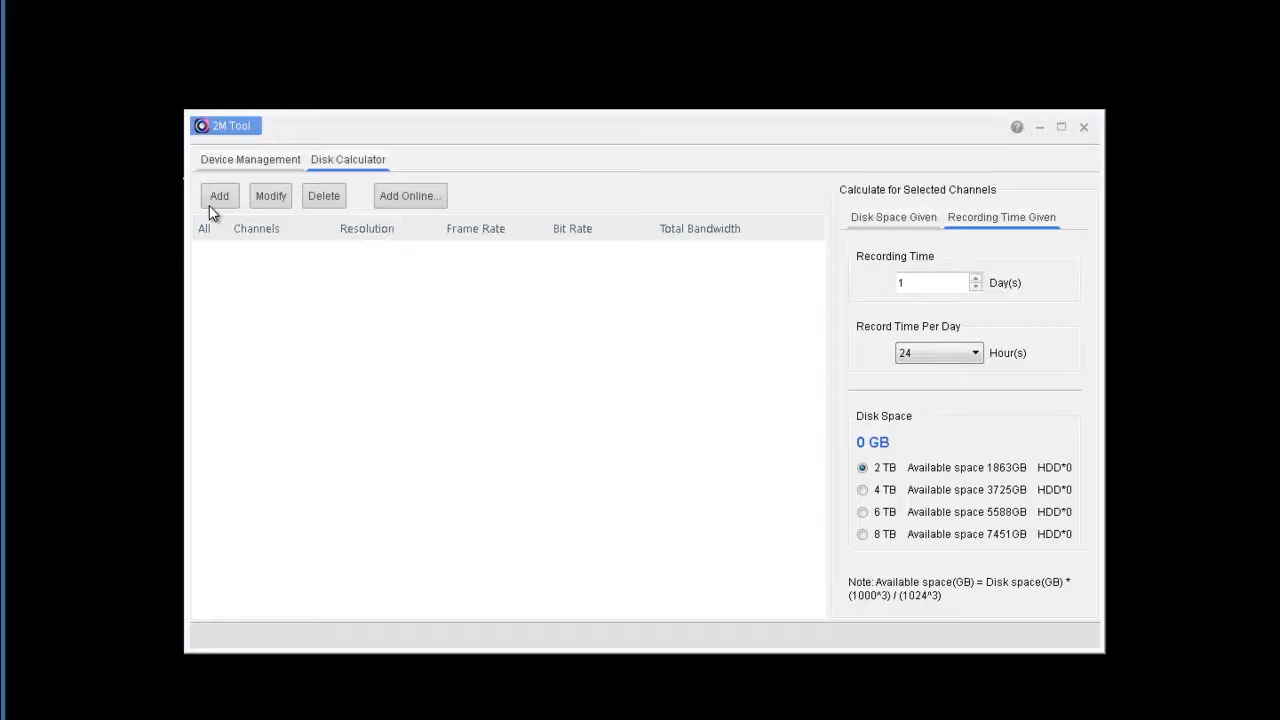 2M Tool
Device Management Disk Calculator
Add Modify Delete Add Online...
All Channels Resolution Frame Rate Bit Rate Total Bandwidth
Calculate for Selected Channels
Disk Space Given Recording Time Given
Recording Time
1 Day(s)
Record Time Per Day
24 Hour(s)
Disk Space
0 GB
2 TB Available space 1863GB HDD*0
4 TB Available space 3725GB HDD*0
6 TB Available space 5588GB HDD*0
8 TB Available space 7451GB HDD*0
Note: Available space(GB) = Disk space(GB) *
(1000^3) / (1024^3)